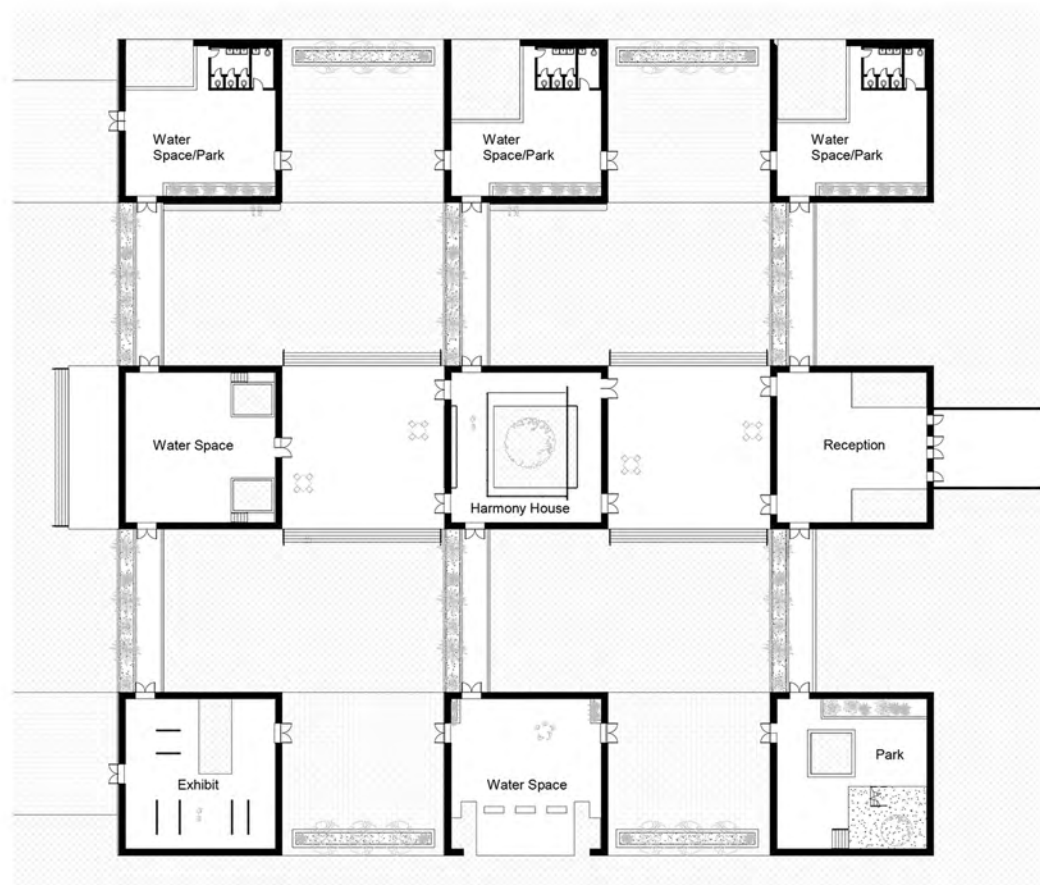 Water
Space/Park
Water
Space/Park
Water
Space/Park
Water Space
Harmony House
Reception
Exhibit
Water Space
Park